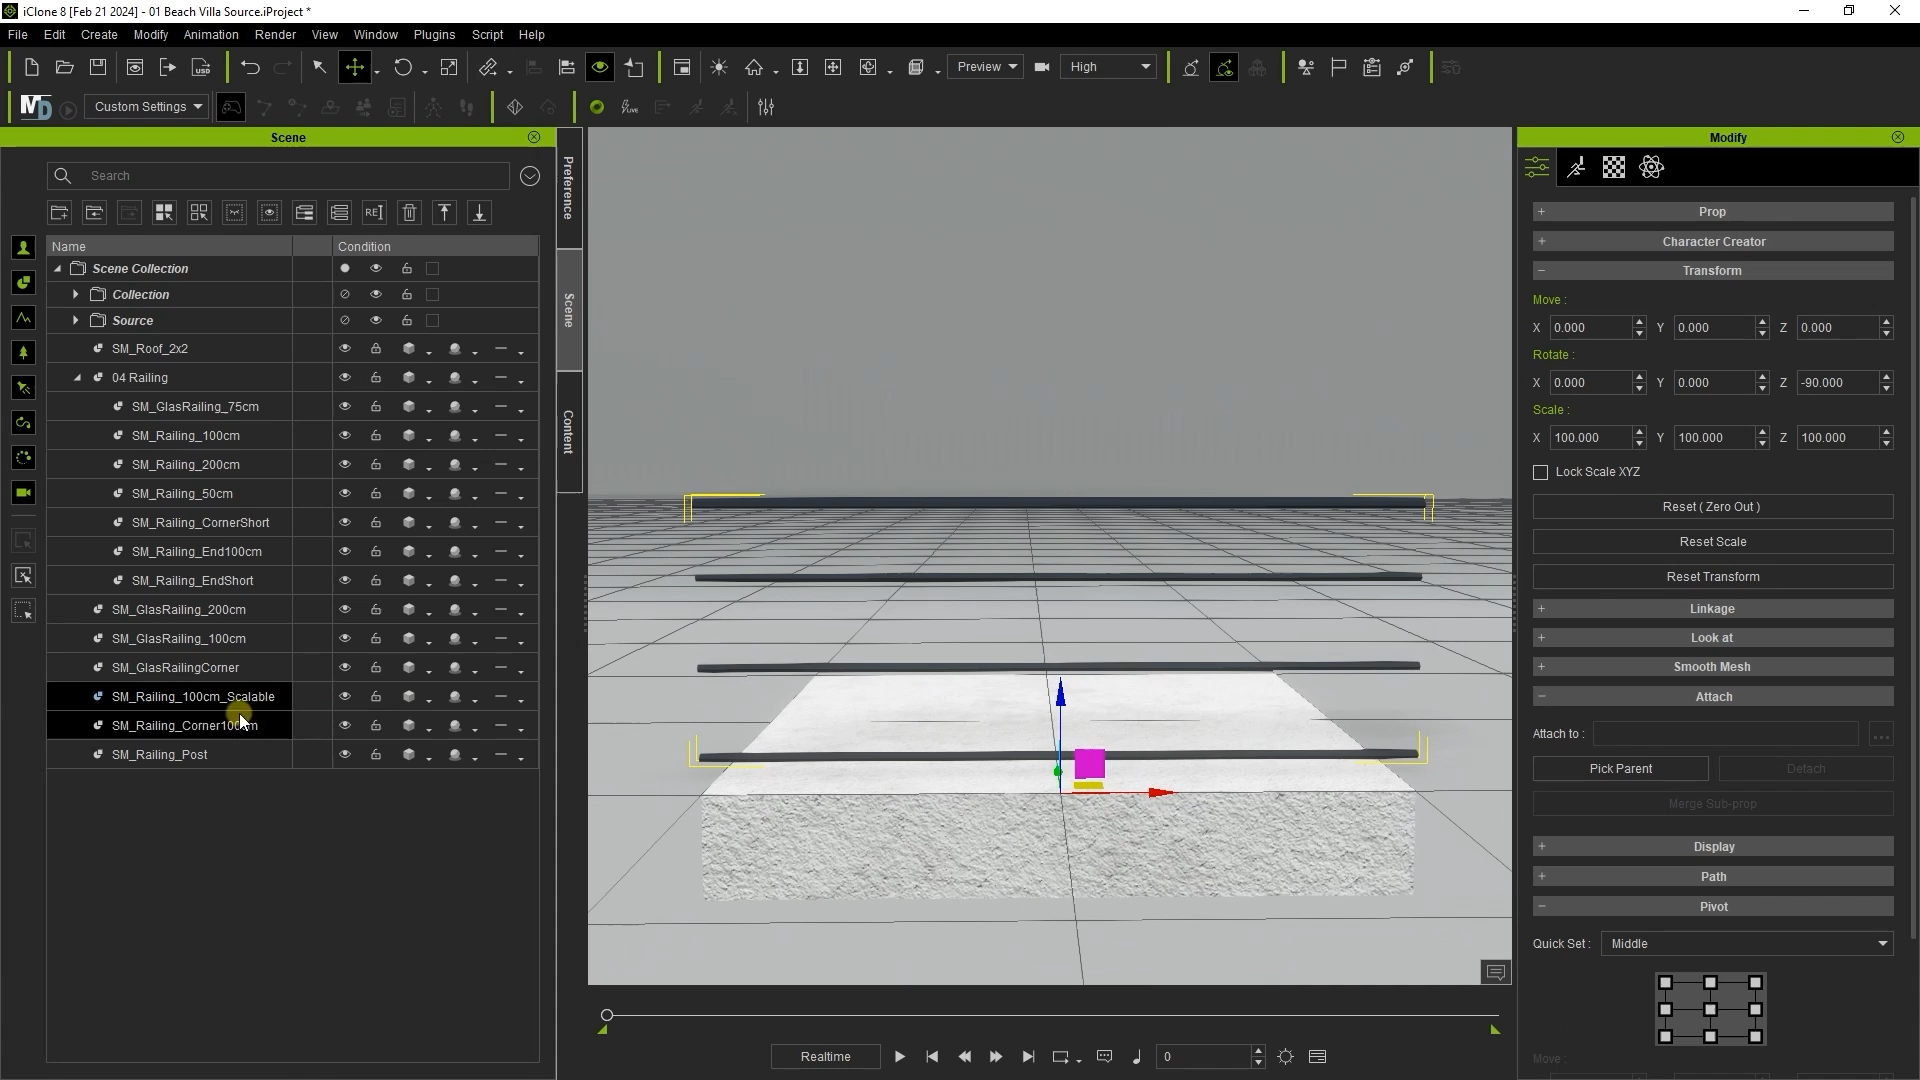 iClone 8 [Feb 21 2024] - 01 Beach Villa Source.iProject *
File Edit Create Modify Animation Render View Window Plugins Script Help
USD Preview High
MD Custom Settings LIVE
Scene
Search
REI
Name Condition
Scene Collection
Collection
Source
SM_Roof_2x2
04 Railing
SM_GlasRailing_75cm
SM_Railing_100cm
SM_Railing_200cm
SM_Railing_50cm
SM_Railing_CornerShort
SM_Railing_End100cm
SM_Railing_EndShort
SM_GlasRailing_200cm
SM_GlasRailing_100cm
SM_GlasRailingCorner
SM_Railing_100cm_Scalable
SM_Railing_Corner100cm
SM_Railing_Post
Preference
Scene
Content
Realtime 0
Modify
+ Prop
+ Character Creator
− Transform
Move :
X 0.000 Y 0.000 Z 0.000
Rotate :
X 0.000 Y 0.000 Z -90.000
Scale :
X 100.000 Y 100.000 Z 100.000
Lock Scale XYZ
Reset ( Zero Out )
Reset Scale
Reset Transform
+ Linkage
+ Look at
+ Smooth Mesh
− Attach
Attach to : ...
Pick Parent Detach
Merge Sub-prop
+ Display
+ Path
− Pivot
Quick Set : Middle
Move :